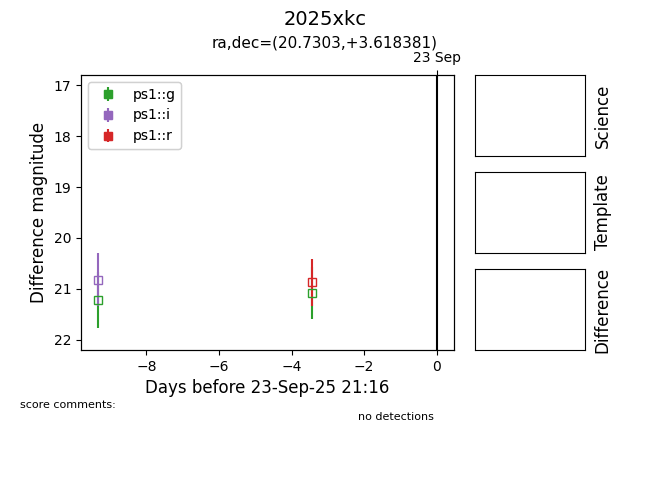 2025xkc
ra,dec=(20.7303,+3.618381)
23 Sep
ps1::g
ps1::i
ps1::r
17
18
19
20
21
22
Difference magnitude
−8
−6
−4
−2
0
Days before 23-Sep-25 21:16
Science
Template
Difference
score comments:
no detections